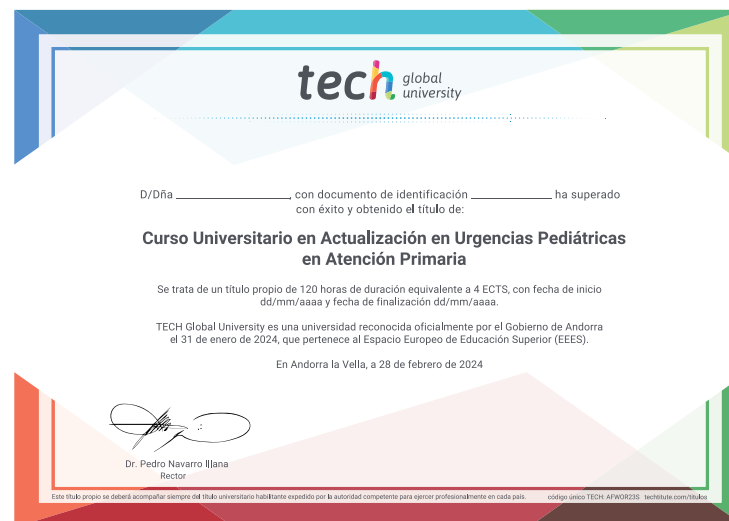 tech global university
D/Dña ____________, con documento de identificación ____________ ha superado
con éxito y obtenido el título de:
Curso Universitario en Actualización en Urgencias Pediátricas
en Atención Primaria
Se trata de un título propio de 120 horas de duración equivalente a 4 ECTS, con fecha de inicio
dd/mm/aaaa y fecha de finalización dd/mm/aaaa.
TECH Global University es una universidad reconocida oficialmente por el Gobierno de Andorra
el 31 de enero de 2024, que pertenece al Espacio Europeo de Educación Superior (EEES).
En Andorra la Vella, a 28 de febrero de 2024
Dr. Pedro Navarro Illana
Rector
Este título propio se deberá acompañar siempre del título universitario habilitante expedido por la autoridad competente para ejercer profesionalmente en cada país. código único TECH: AFWOR23S techtitute.com/titulos